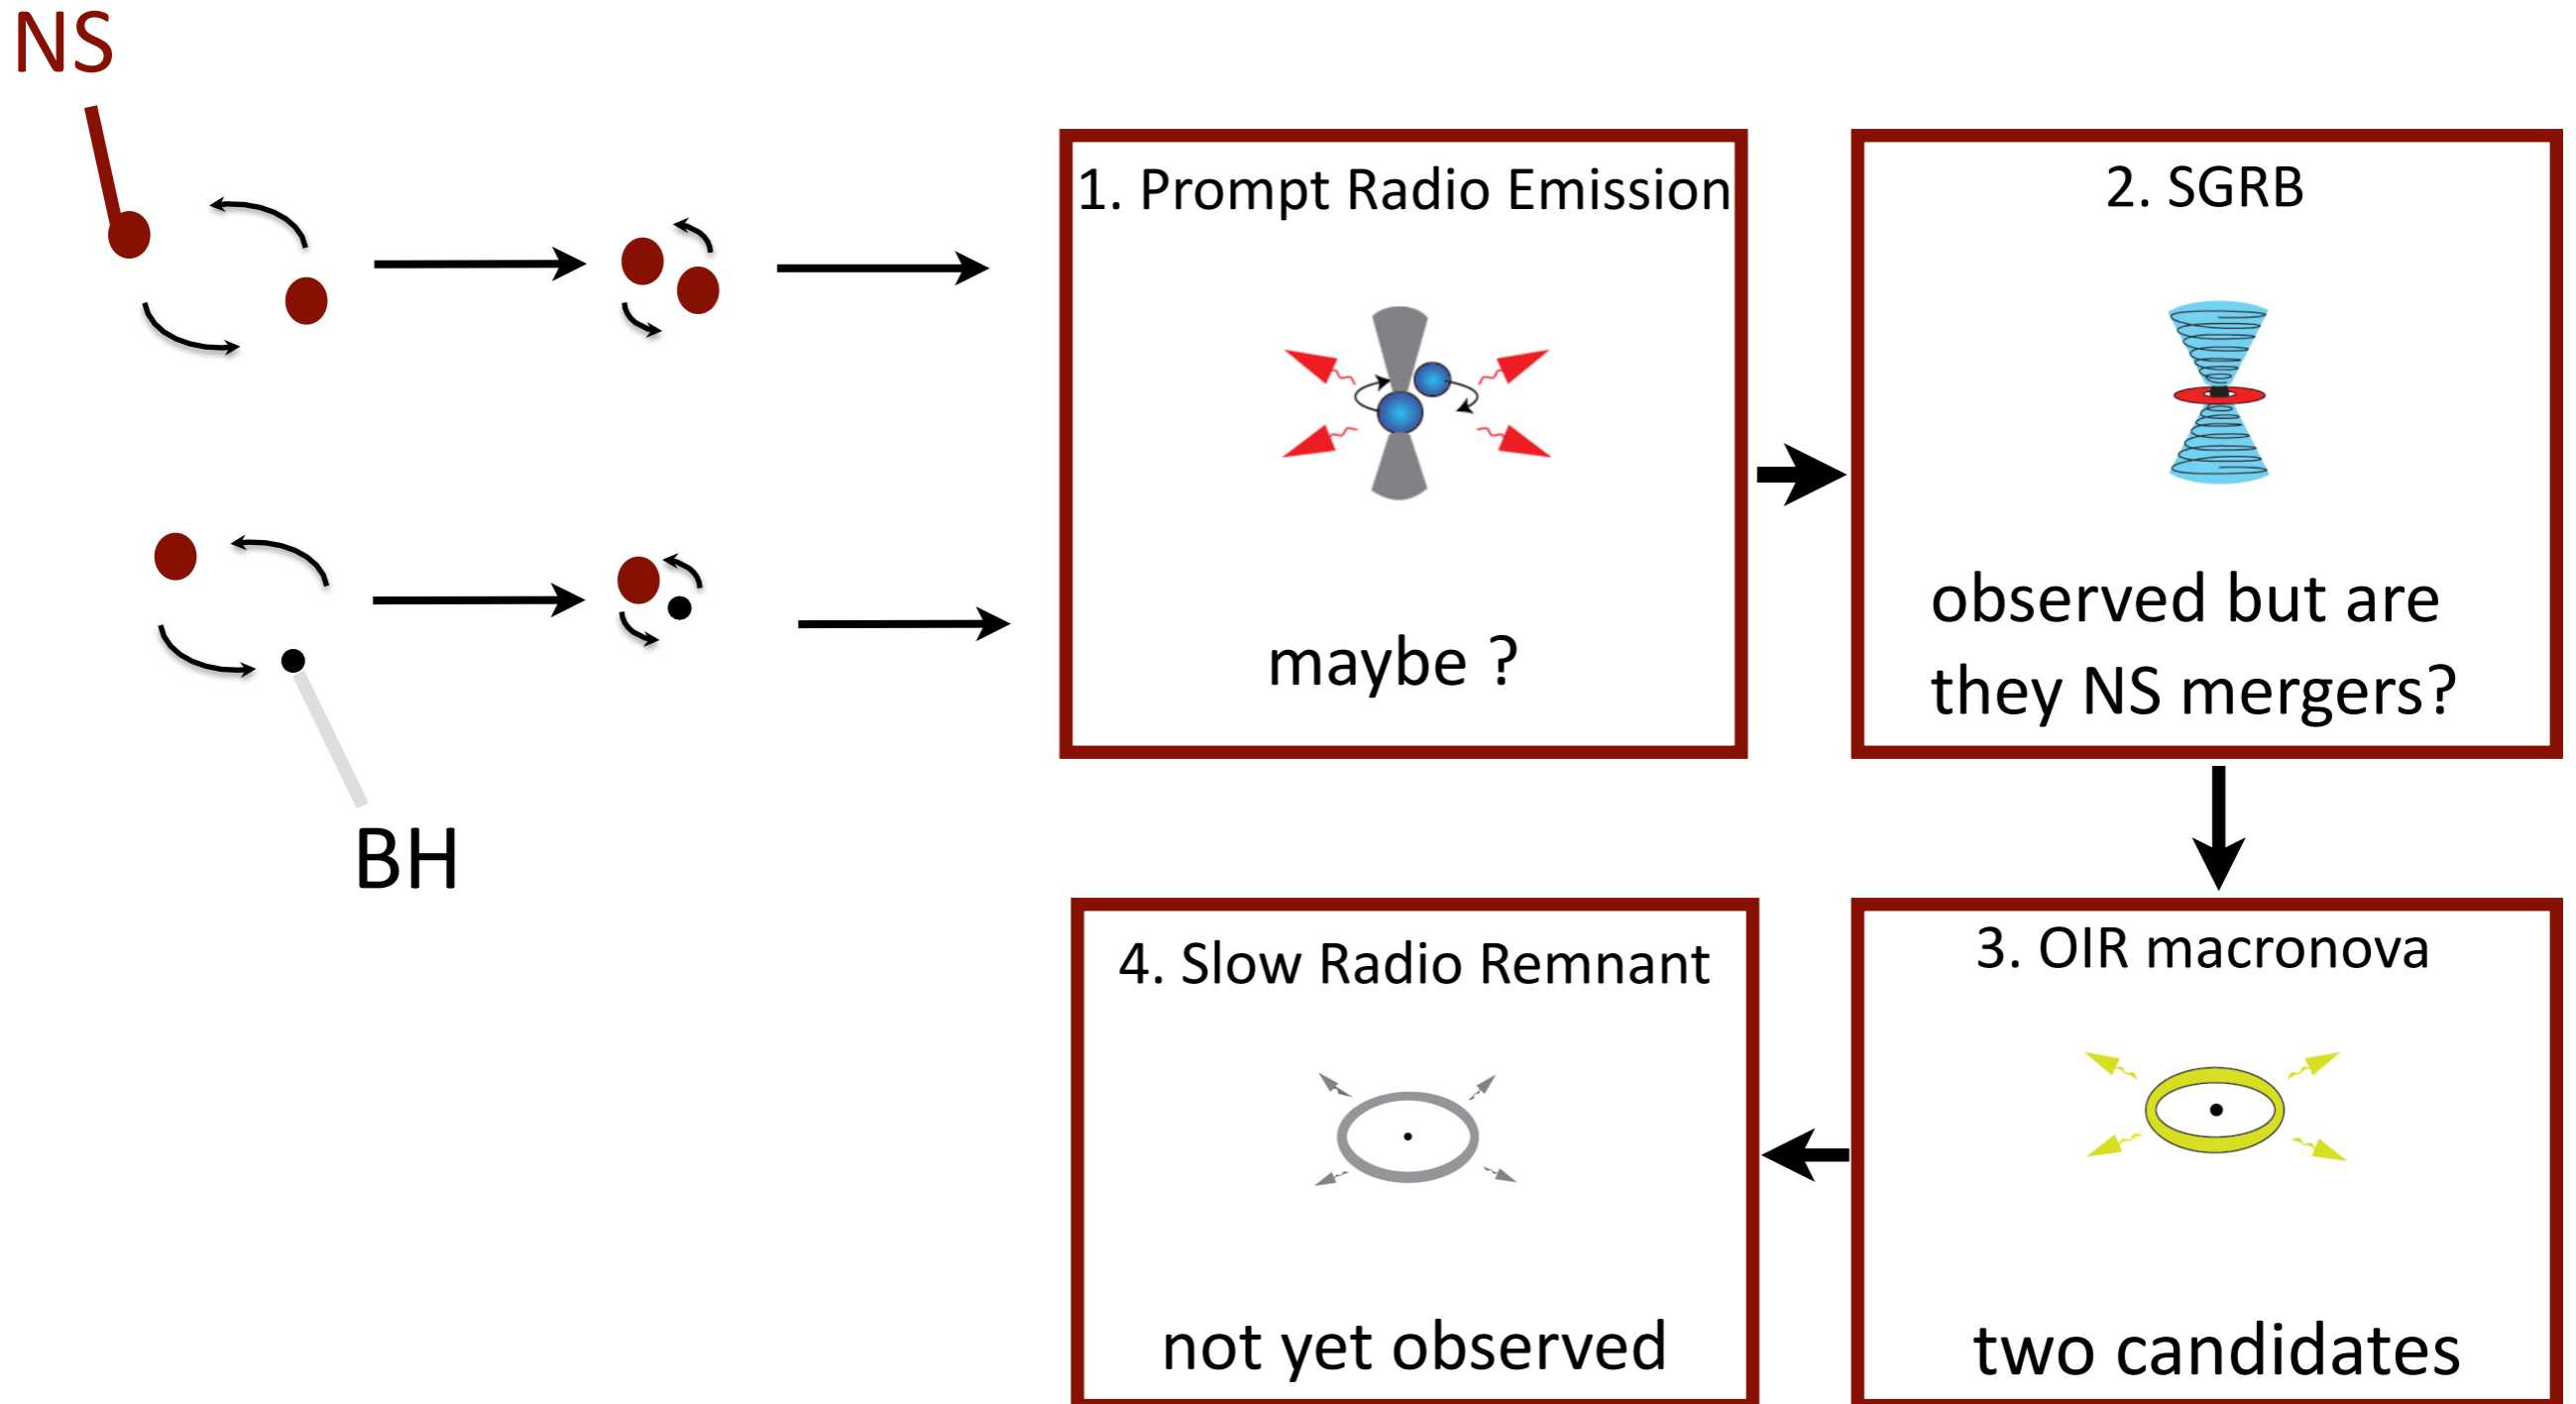 NS
BH
1. Prompt Radio Emission
maybe ?
2. SGRB
observed but are
they NS mergers?
3. OIR macronova
two candidates
4. Slow Radio Remnant
not yet observed